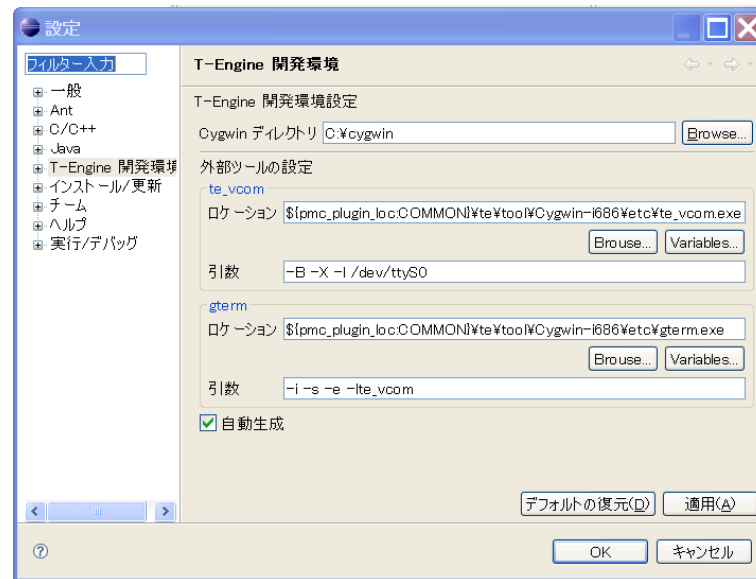 設定
フィルター入力
T-Engine 開発環境
一般
Ant
C/C++
Java
T-Engine 開発環境
インストール/更新
チーム
ヘルプ
実行/デバッグ
T-Engine 開発環境設定
Cygwin ディレクトリ C:¥cygwin Browse...
外部ツールの設定
te_vcom
ロケーション ${pmc_plugin_loc:COMMON}¥te¥tool¥Cygwin-i686¥etc¥te_vcom.exe
Browse... Variables...
引数 -B -X -l /dev/ttyS0
gterm
ロケーション ${pmc_plugin_loc:COMMON}¥te¥tool¥Cygwin-i686¥etc¥gterm.exe
Browse... Variables...
引数 -i -s -e -lte_vcom
自動生成
デフォルトの復元(D) 適用(A)
? OK キャンセル